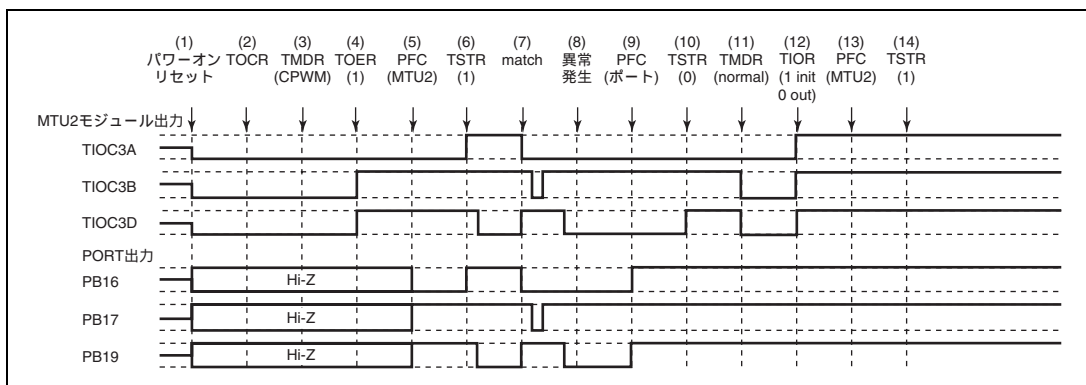 (1) (2) (3) (4) (5) (6) (7) (8) (9) (10) (11) (12) (13) (14)
パワーオン TOCR TMDR TOER PFC TSTR match 異常 PFC TSTR TMDR TIOR PFC TSTR
リセット (CPWM) (1) (MTU2) (1) 発生 (ポート) (0) (normal) (1 init (MTU2) (1)
0 out)
MTU2モジュール出力
TIOC3A
TIOC3B
TIOC3D
PORT出力
PB16 Hi-Z
PB17 Hi-Z
PB19 Hi-Z